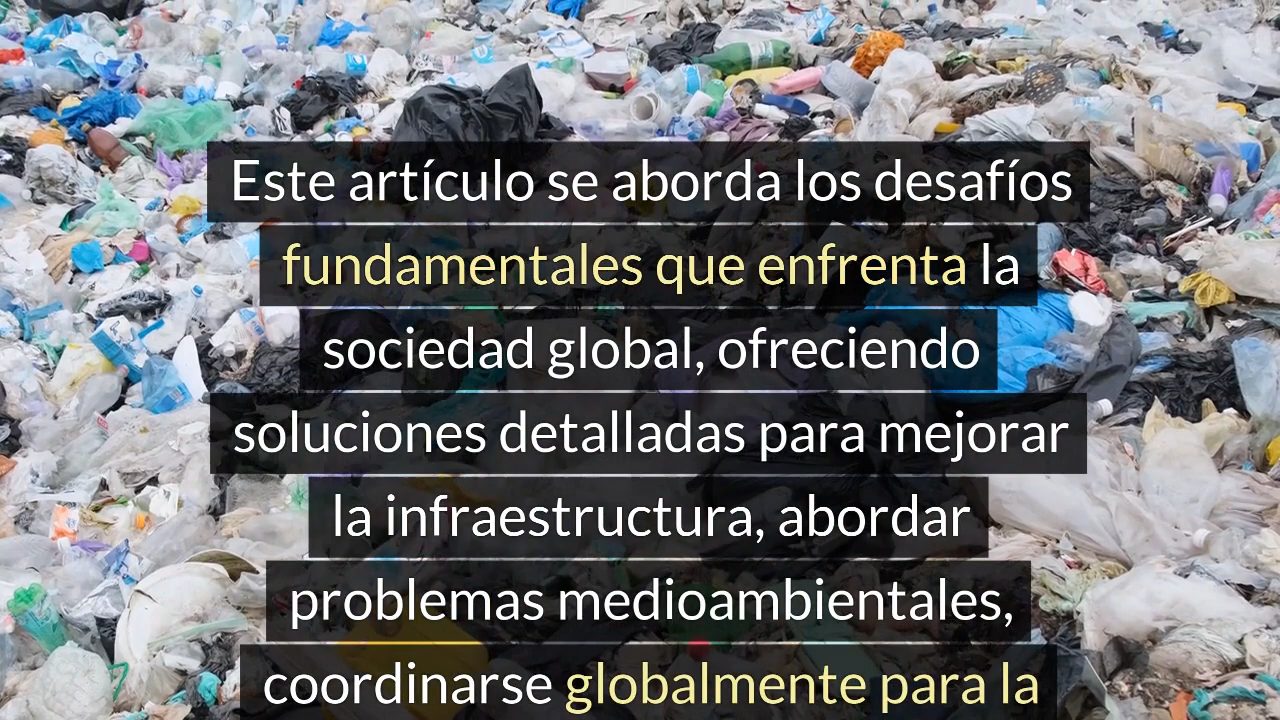 Este artículo se aborda los desafíos
fundamentales que enfrenta la
sociedad global, ofreciendo
soluciones detalladas para mejorar
la infraestructura, abordar
problemas medioambientales,
coordinarse globalmente para la